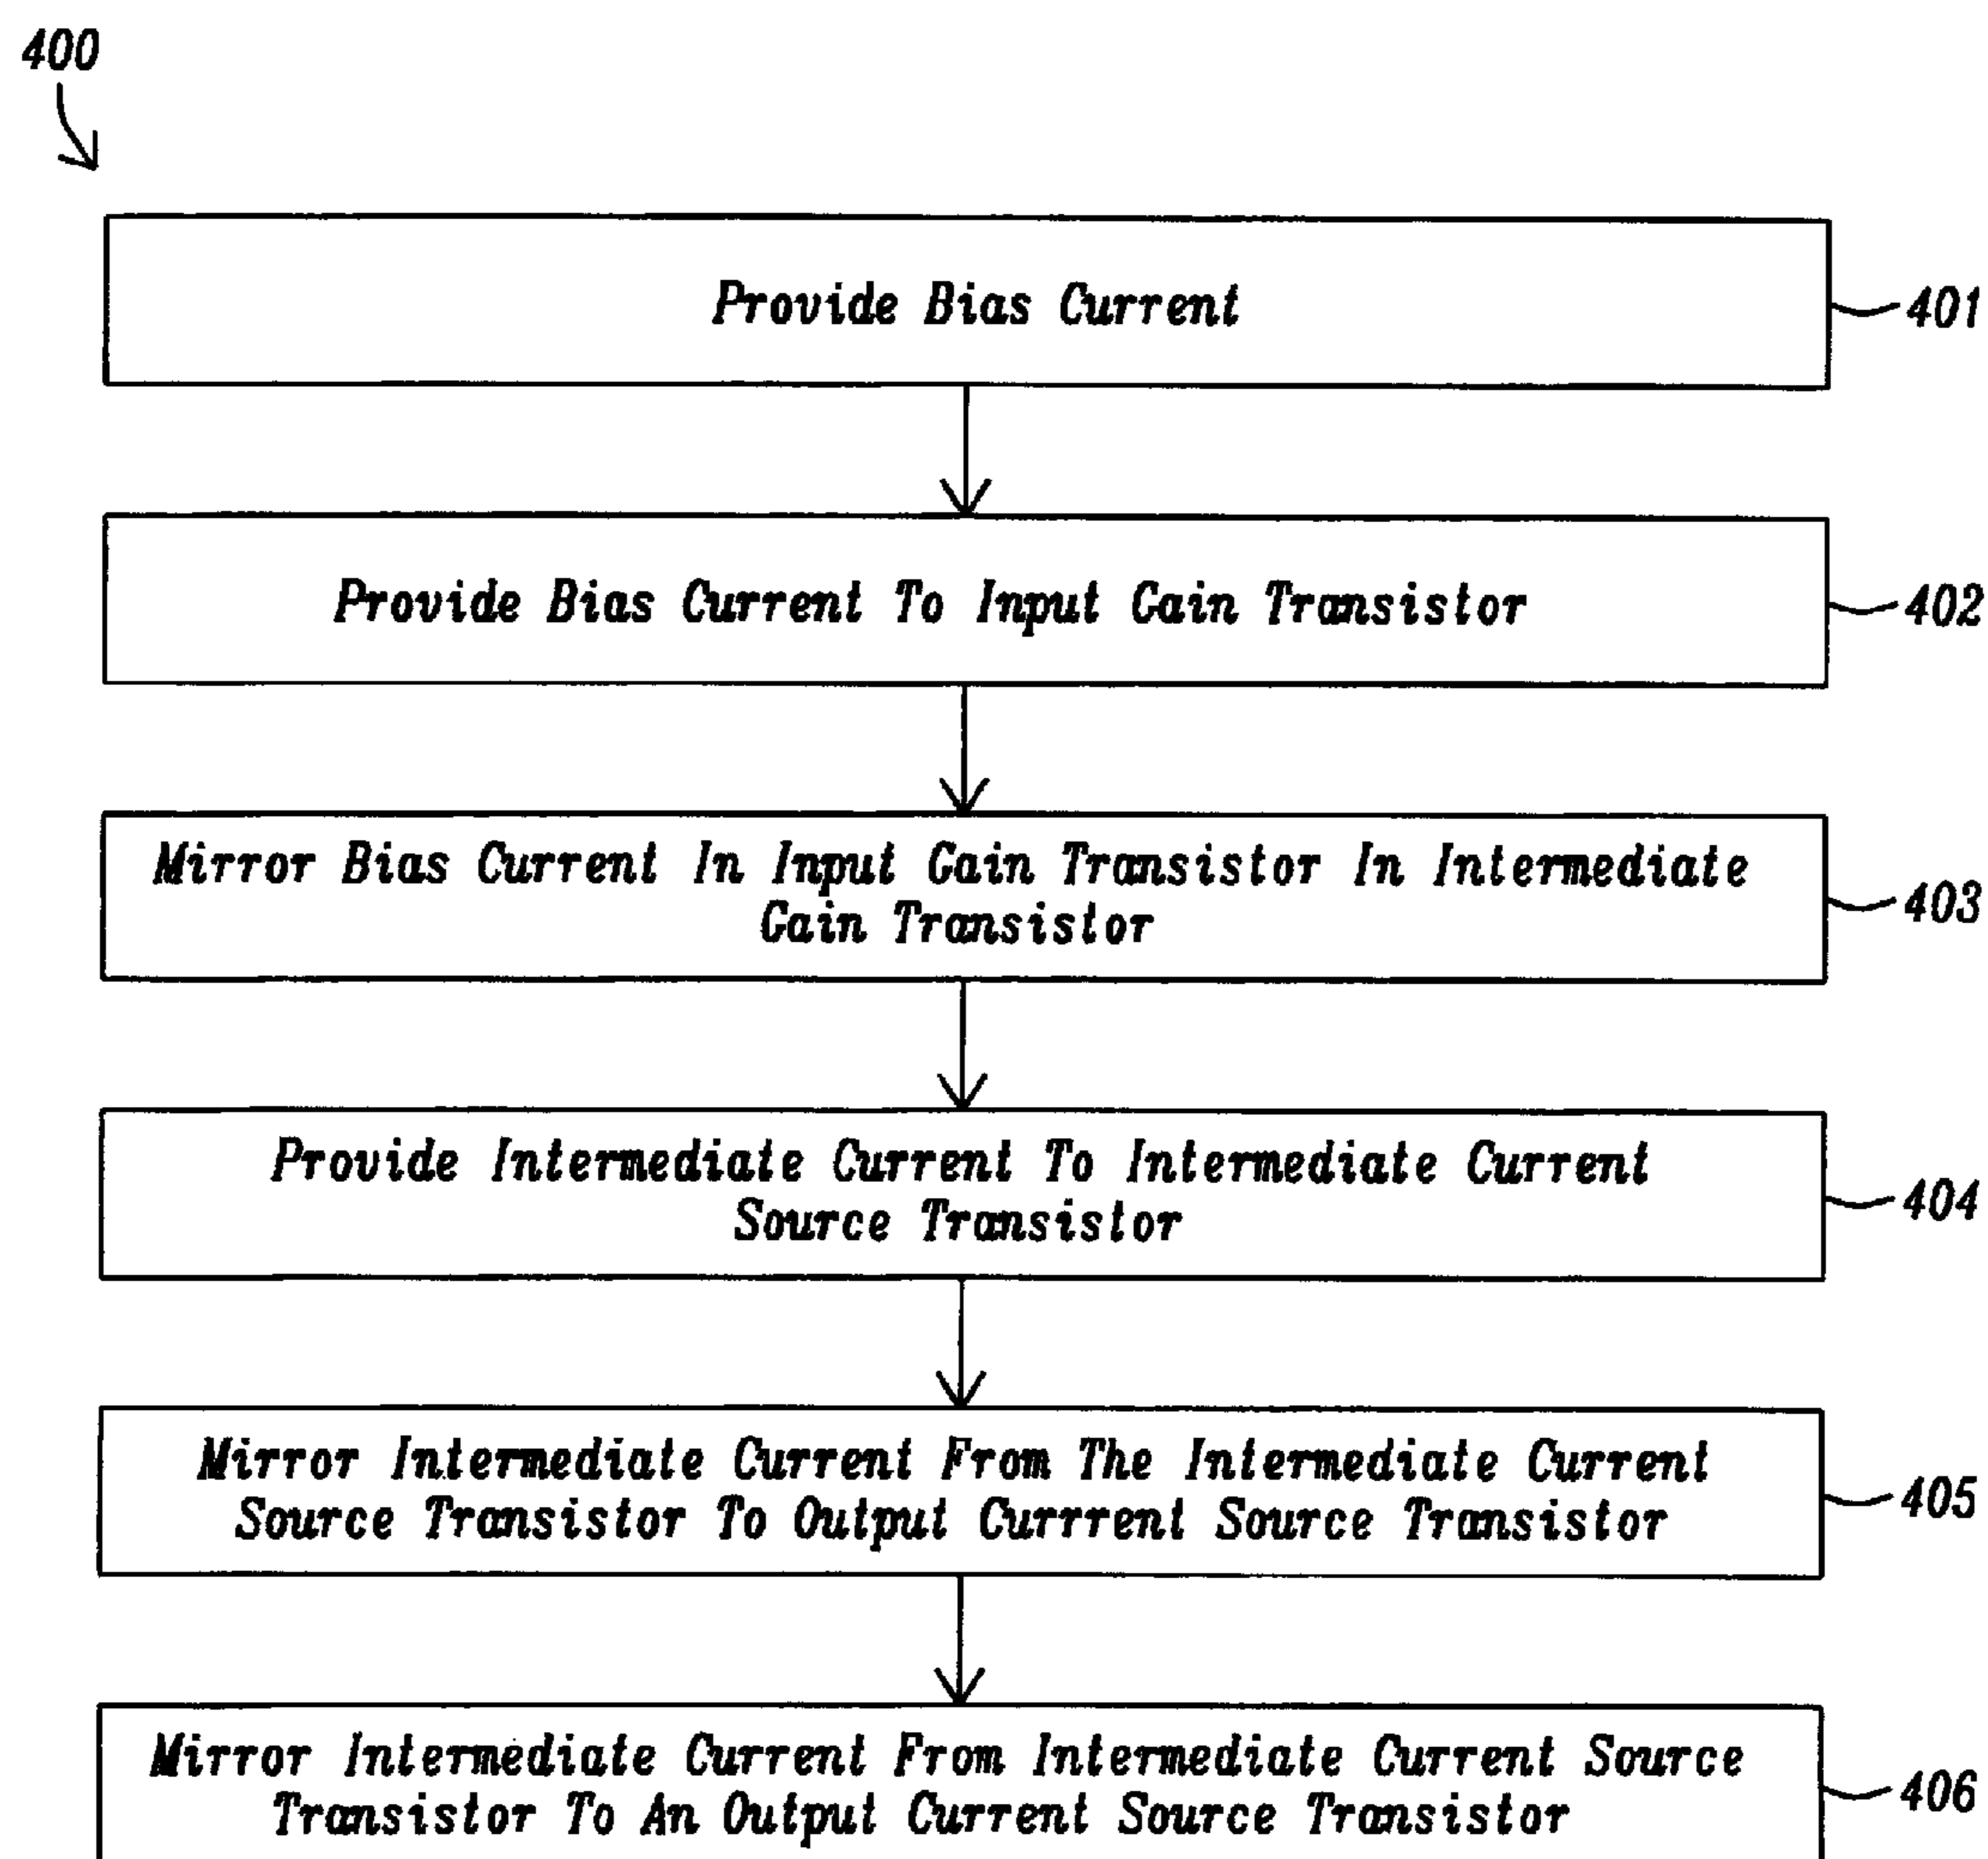 400
Provide Bias Current
401
Provide Bias Current To Input Gain Transistor
402
Mirror Bias Current In Input Gain Transistor In Intermediate
Gain Transistor
403
Provide Intermediate Current To Intermediate Current
Source Transistor
404
Mirror Intermediate Current From The Intermediate Current
Source Transistor To Output Currrent Source Transistor
405
Mirror Intermediate Current From Intermediate Current Source
Transistor To An Output Current Source Transistor
406